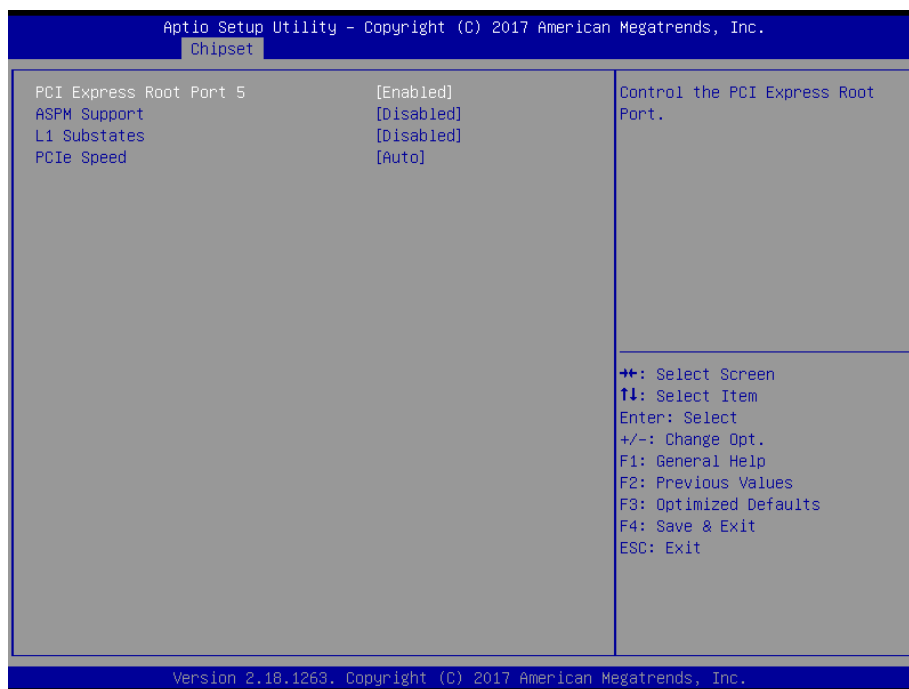 Aptio Setup Utility – Copyright (C) 2017 American Megatrends, Inc.
Chipset
PCI Express Root Port 5 [Enabled]
ASPM Support [Disabled]
L1 Substates [Disabled]
PCIe Speed [Auto]
Control the PCI Express Root
Port.
→←: Select Screen
↑↓: Select Item
Enter: Select
+/-: Change Opt.
F1: General Help
F2: Previous Values
F3: Optimized Defaults
F4: Save & Exit
ESC: Exit
Version 2.18.1263. Copyright (C) 2017 American Megatrends, Inc.